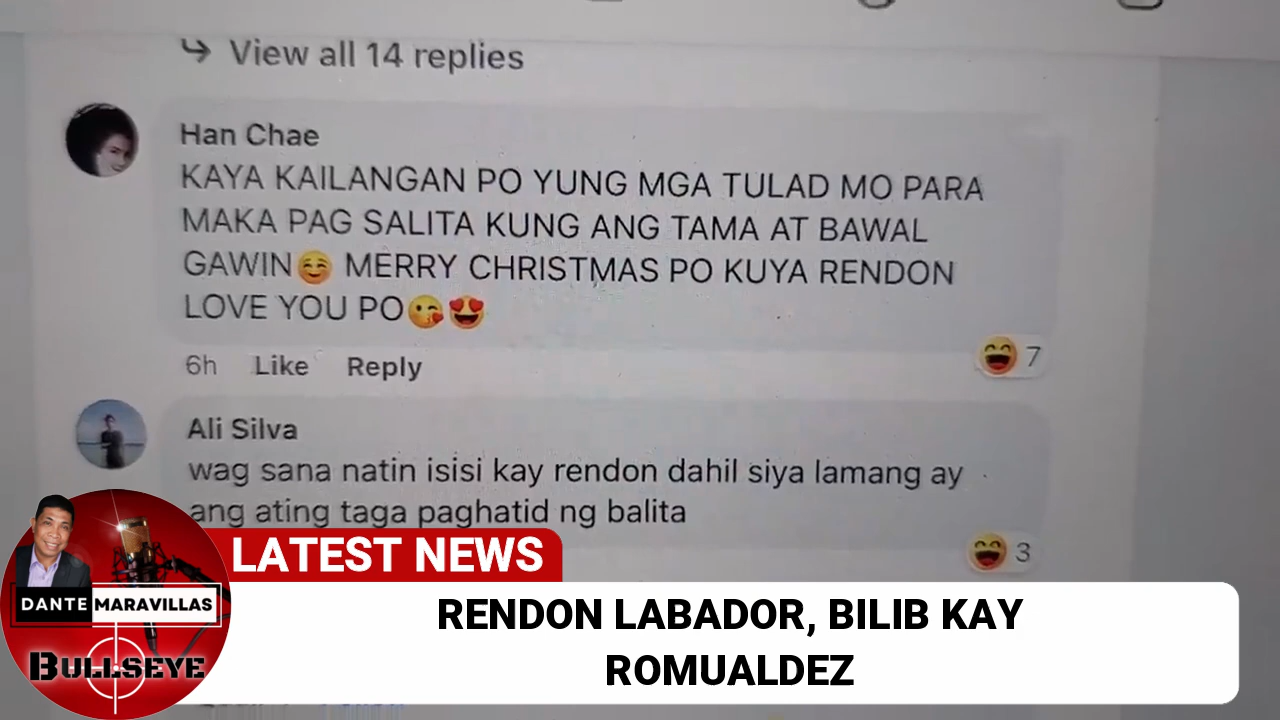 View all 14 replies
Han Chae
KAYA KAILANGAN PO YUNG MGA TULAD MO PARA
MAKA PAG SALITA KUNG ANG TAMA AT BAWAL
GAWIN☺️ MERRY CHRISTMAS PO KUYA RENDON
LOVE YOU PO😘😍
6h Like Reply
7
Ali Silva
wag sana natin isisi kay rendon dahil siya lamang ay
ang ating taga paghatid ng balita
3
LATEST NEWS
DANTE MARAVILLAS
BULLSEYE
RENDON LABADOR, BILIB KAY
ROMUALDEZ